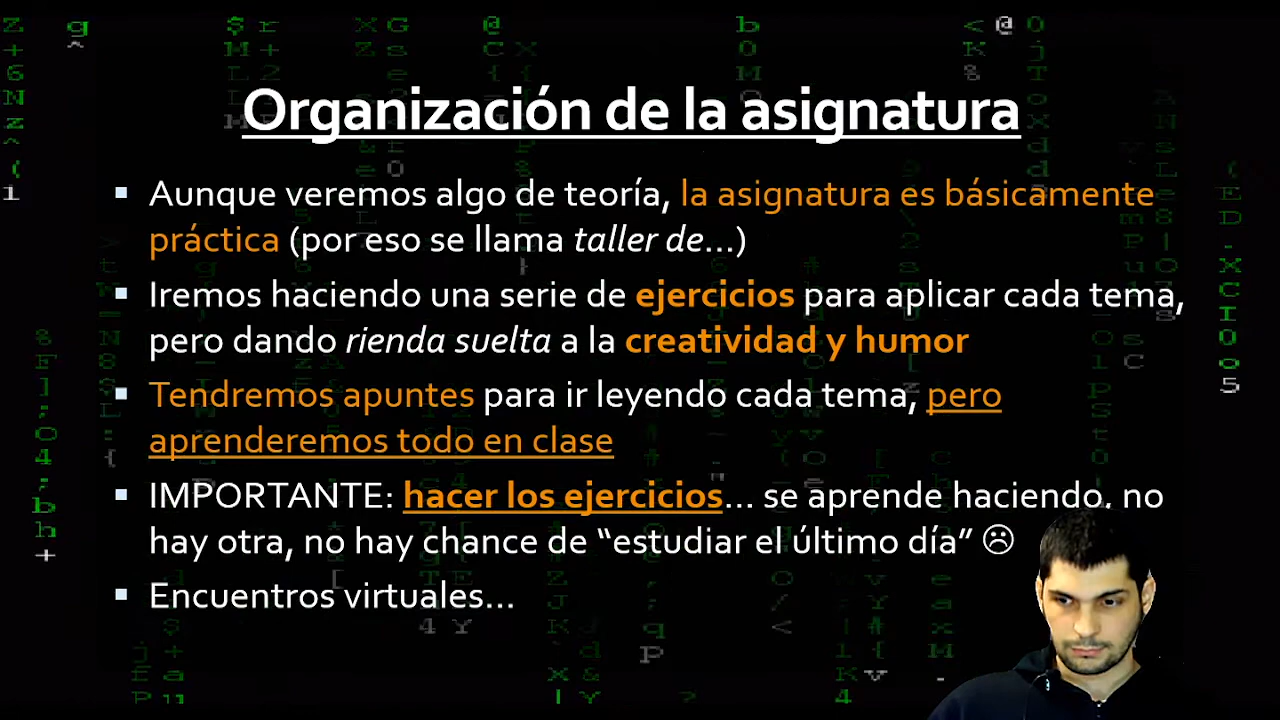 Organización de la asignatura
Aunque veremos algo de teoría, la asignatura es básicamente
práctica (por eso se llama taller de...)
Iremos haciendo una serie de ejercicios para aplicar cada tema,
pero dando rienda suelta a la creatividad y humor
Tendremos apuntes para ir leyendo cada tema, pero
aprenderemos todo en clase
IMPORTANTE: hacer los ejercicios... se aprende haciendo, no
hay otra, no hay chance de “estudiar el último día” ☹
Encuentros virtuales...